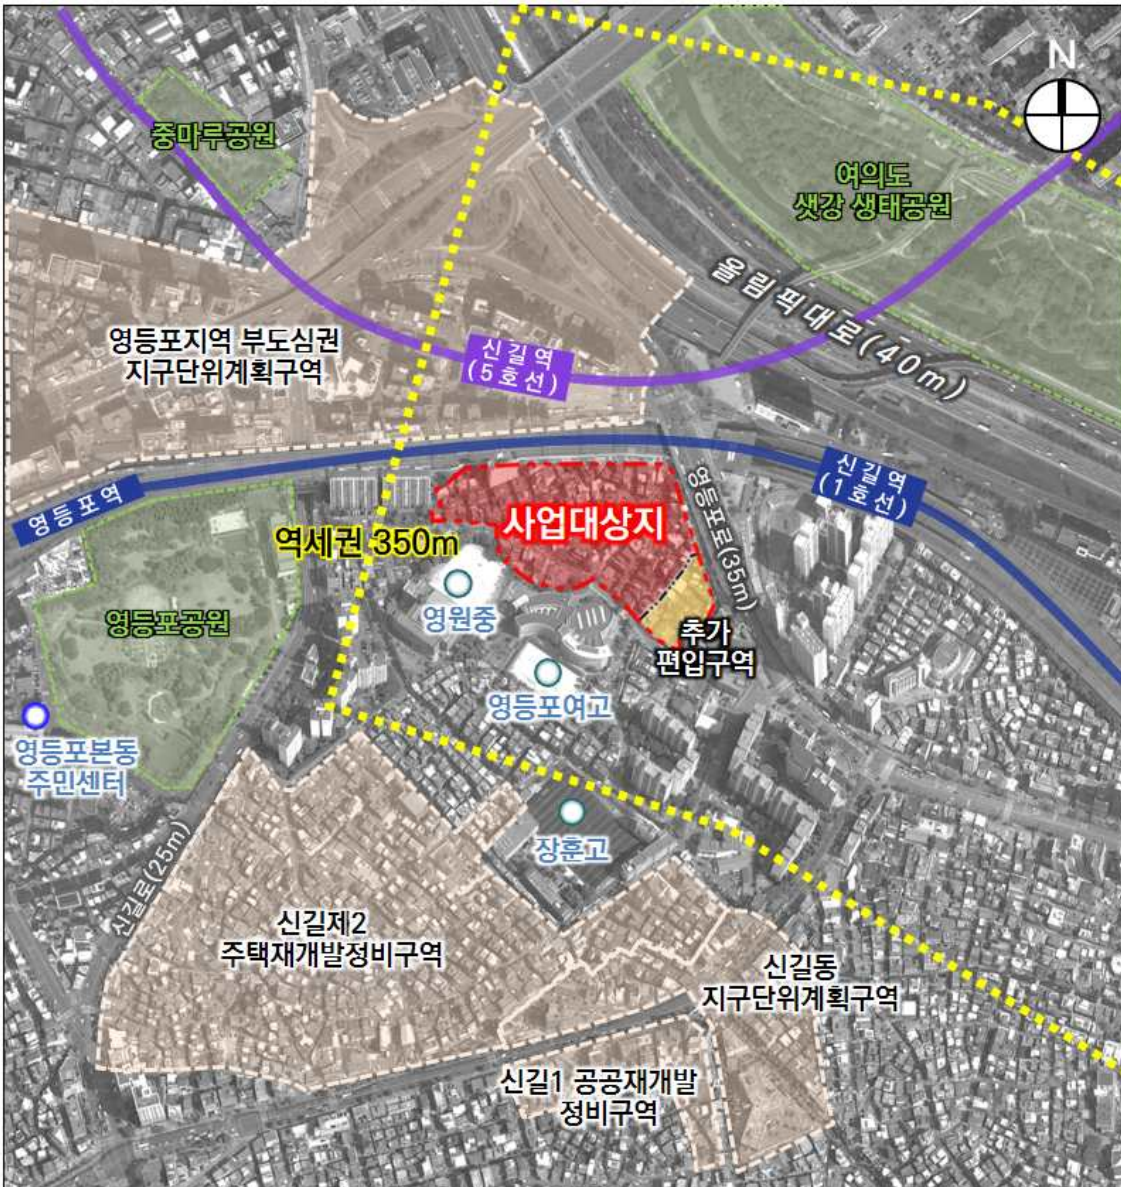 N
중마루공원
여의도
샛강 생태공원
올림픽대로(40m)
영등포지역 부도심권
지구단위계획구역
신길역
(5호선)
신길역
(1호선)
영등포역
영등포로(35m)
사업대상지
역세권 350m
영원중
영등포공원
추가
편입구역
영등포여고
영등포본동
주민센터
장훈고
신길로(25m)
신길제2
주택재개발정비구역
신길동
지구단위계획구역
신길1 공공재개발
정비구역